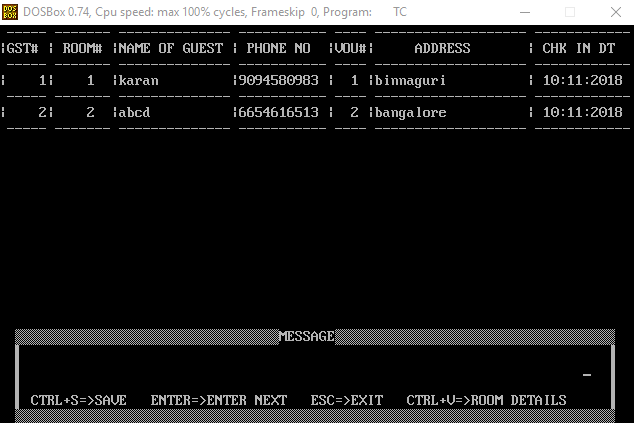 DOSBox 0.74, Cpu speed: max 100% cycles, Frameskip 0, Program: TC
|GST#| ROOM# |NAME OF GUEST | PHONE NO |VOU#| ADDRESS | CHK IN DT
| 1| 1 |karan |9094580983 | 1 |binnaguri | 10:11:2018
| 2| 2 |abcd |6654616513 | 2 |bangalore | 10:11:2018
MESSAGE
CTRL+S=>SAVE ENTER=>ENTER NEXT ESC=>EXIT CTRL+V=>ROOM DETAILS